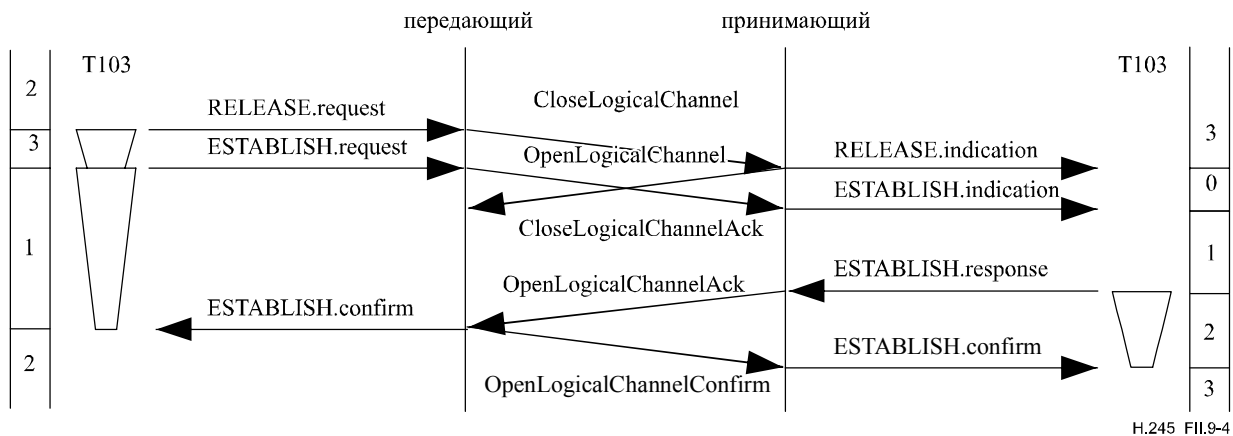 передающий принимающий
T103 T103
2
CloseLogicalChannel
RELEASE.request
3 3
ESTABLISH.request OpenLogicalChannel RELEASE.indication
0
ESTABLISH.indication
CloseLogicalChannelAck
1 1
ESTABLISH.response
OpenLogicalChannelAck
ESTABLISH.confirm
2
ESTABLISH.confirm
2
OpenLogicalChannelConfirm 3
H.245 FII.9-4